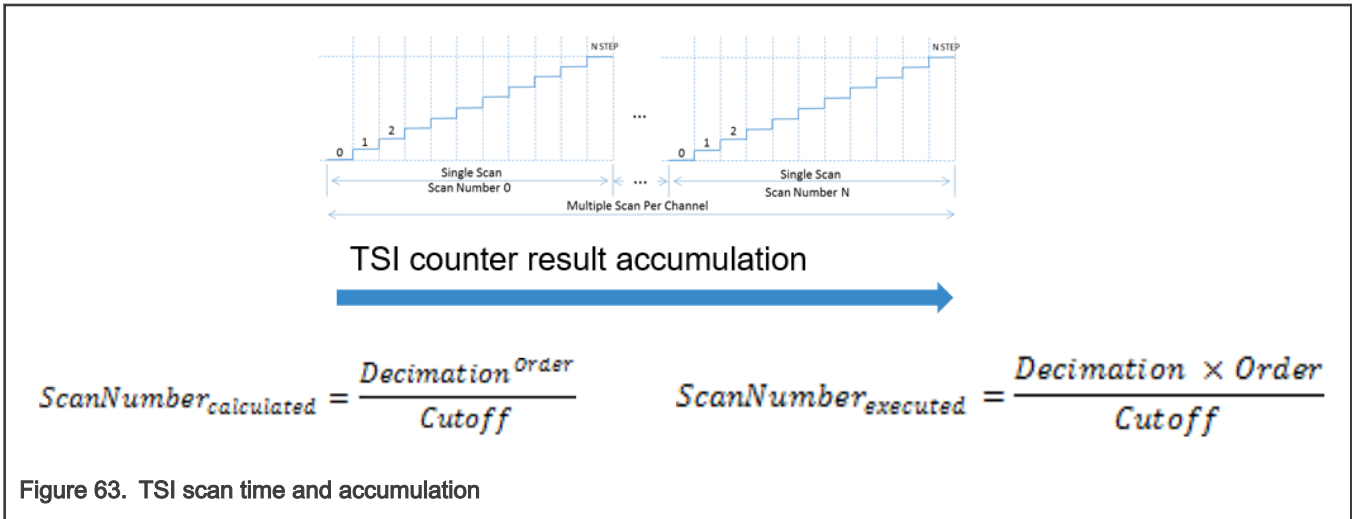 N STEP
N STEP
...
2
2
1
1
0
0
Single Scan
Scan Number 0
...
Single Scan
Scan Number N
Multiple Scan Per Channel
TSI counter result accumulation
ScanNumber_calculated = Decimation^Order / Cutoff
ScanNumber_executed = Decimation × Order / Cutoff
Figure 63. TSI scan time and accumulation